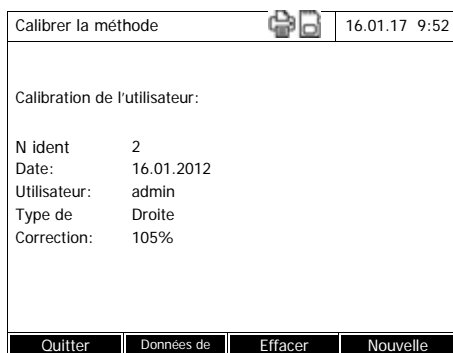 Calibrer la méthode 16.01.17 9:52
Calibration de l'utilisateur:
N ident 2
Date: 16.01.2012
Utilisateur: admin
Type de Droite
Correction: 105%
Quitter Données de Effacer Nouvelle